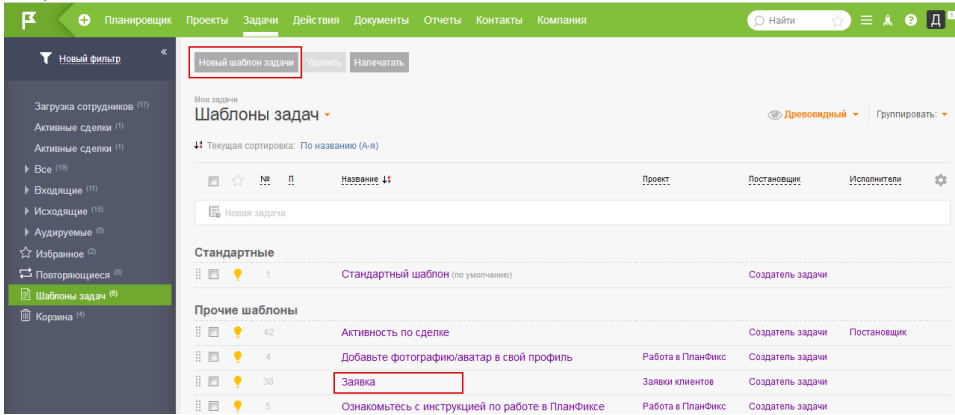 Планировщик Проекты Задачи Действия Документы Отчеты Контакты Компания Найти ? Д 1
Новый фильтр «
Новый шаблон задачи Удалить Напечатать
Загрузка сотрудников (17)
Активные сделки (1)
Активные сделки (1)
Все (19)
Входящие (11)
Исходящие (15)
Аудируемые (0)
Избранное (2)
Повторяющиеся (0)
Шаблоны задач (6)
Корзина (4)
Мои задачи
Шаблоны задач
Древовидный Группировать:
Текущая сортировка: По названию (А-я)
№ П Название Проект Постановщик Исполнители
Новая задача
Стандартные
1 Стандартный шаблон (по умолчанию) Создатель задачи
Прочие шаблоны
42 Активность по сделке Создатель задачи Постановщик
4 Добавьте фотографию/аватар в свой профиль Работа в ПланФикс Создатель задачи
38 Заявка Заявки клиентов Создатель задачи
5 Ознакомьтесь с инструкцией по работе в ПланФиксе Работа в ПланФикс Создатель задачи